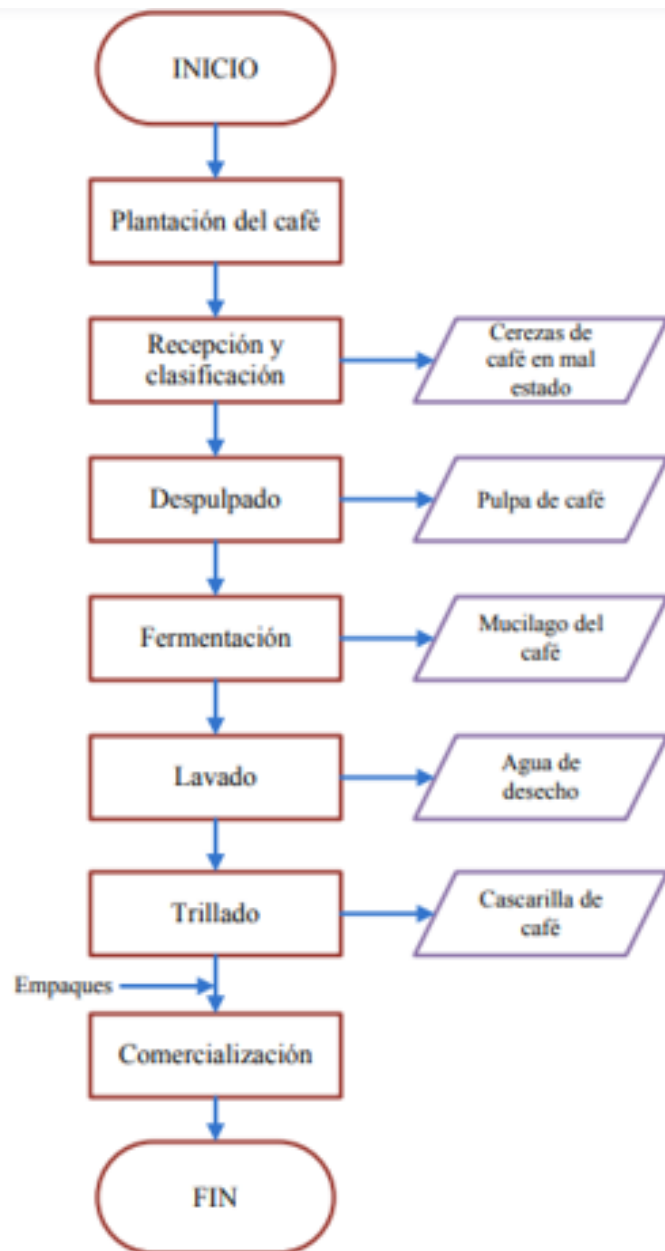 INICIO
Plantación del café
Recepción y
clasificación
Cerezas de
café en mal
estado
Despulpado
Pulpa de café
Fermentación
Mucilago del
café
Lavado
Agua de
desecho
Trillado
Cascarilla de
café
Empaques
Comercialización
FIN